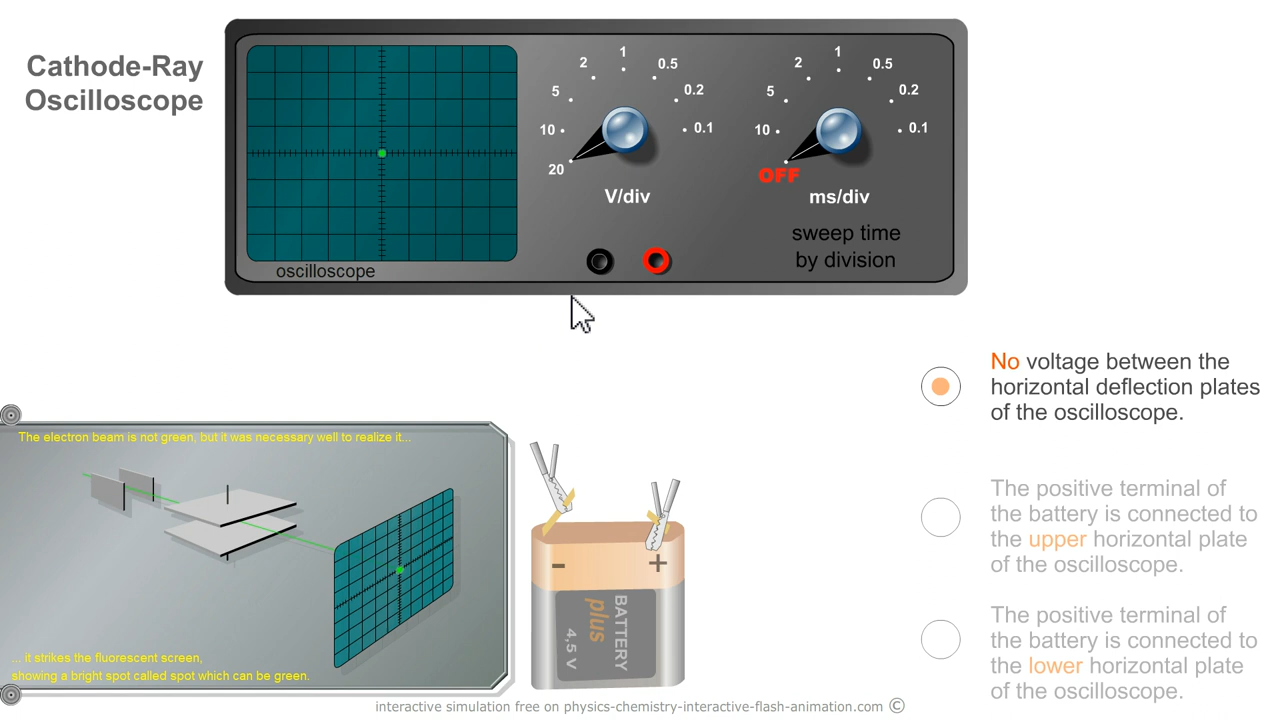 Cathode-Ray
Oscilloscope
1
2
0.5
5
0.2
10
0.1
20
V/div
1
2
0.5
5
0.2
10
0.1
OFF
ms/div
sweep time
by division
oscilloscope
No voltage between the
horizontal deflection plates
of the oscilloscope.
The positive terminal of
the battery is connected to
the upper horizontal plate
of the oscilloscope.
The positive terminal of
the battery is connected to
the lower horizontal plate
of the oscilloscope.
The electron beam is not green, but it was necessary well to realize it...
... it strikes the fluorescent screen,
showing a bright spot called spot which can be green.
– +
BATTERY
plus
4,5 V
interactive simulation free on physics-chemistry-interactive-flash-animation.com ©